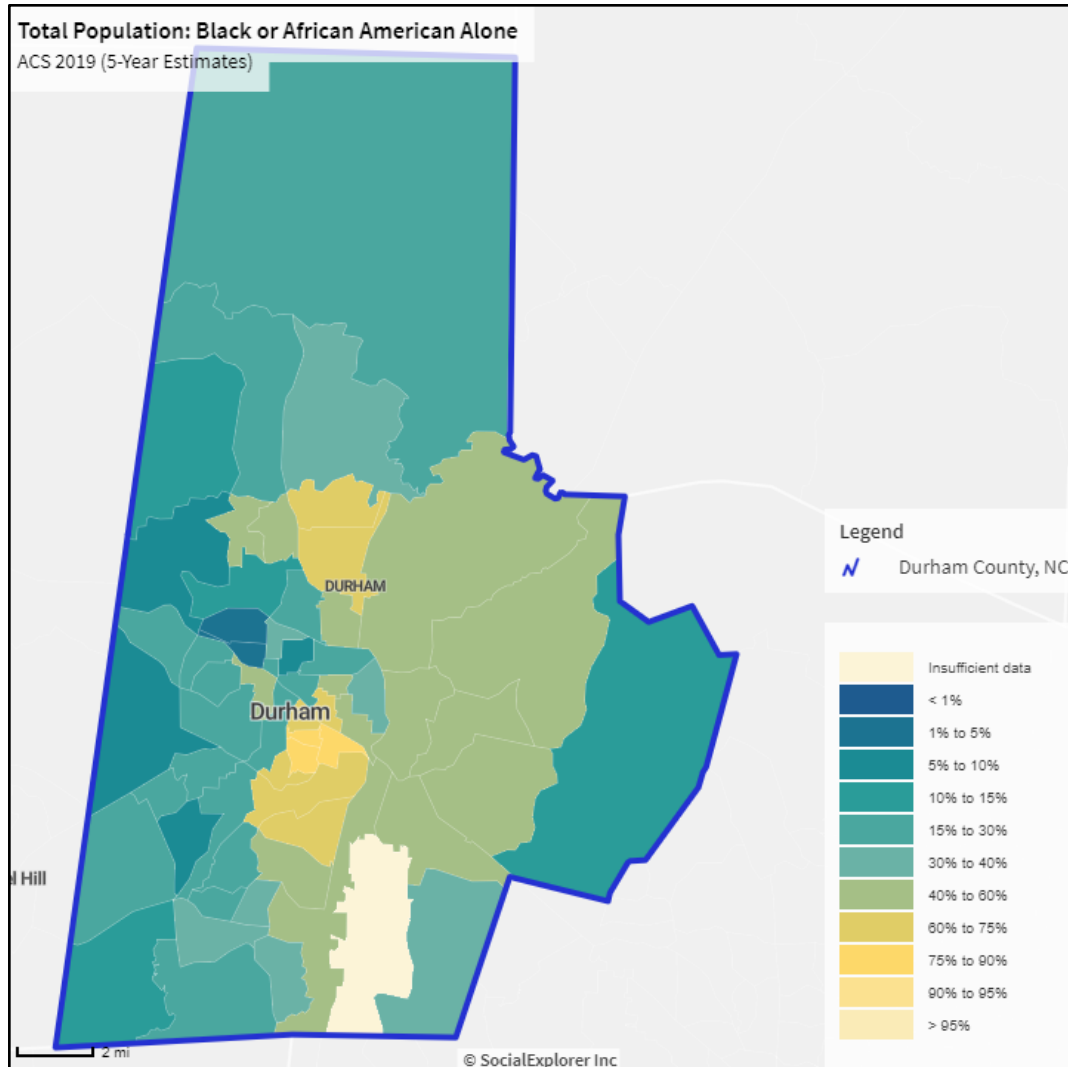 Total Population: Black or African American Alone
ACS 2019 (5-Year Estimates)
DURHAM
Durham
l Hill
Legend
Durham County, NC
Insufficient data
< 1%
1% to 5%
5% to 10%
10% to 15%
15% to 30%
30% to 40%
40% to 60%
60% to 75%
75% to 90%
90% to 95%
> 95%
2 mi
© SocialExplorer Inc